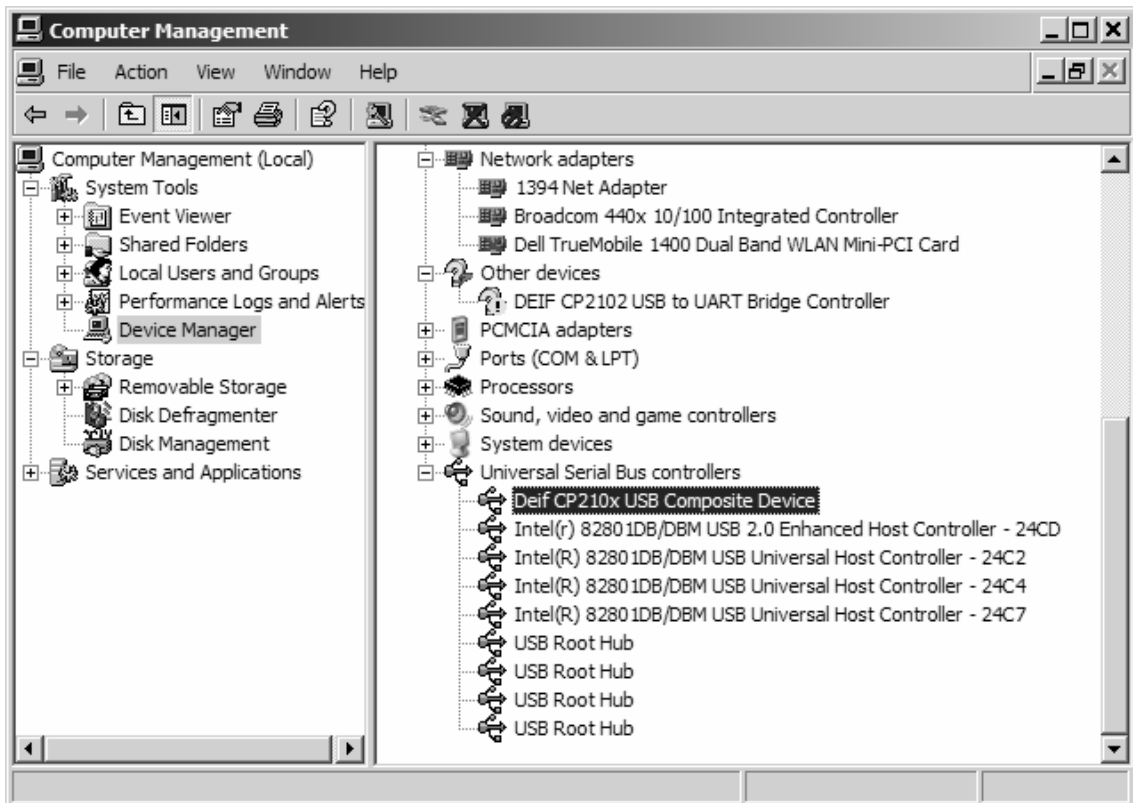 Computer Management
File Action View Window Help
Computer Management (Local)
System Tools
Event Viewer
Shared Folders
Local Users and Groups
Performance Logs and Alerts
Device Manager
Storage
Removable Storage
Disk Defragmenter
Disk Management
Services and Applications
Network adapters
1394 Net Adapter
Broadcom 440x 10/100 Integrated Controller
Dell TrueMobile 1400 Dual Band WLAN Mini-PCI Card
Other devices
DEIF CP2102 USB to UART Bridge Controller
PCMCIA adapters
Ports (COM & LPT)
Processors
Sound, video and game controllers
System devices
Universal Serial Bus controllers
Deif CP210x USB Composite Device
Intel(r) 82801DB/DBM USB 2.0 Enhanced Host Controller - 24CD
Intel(R) 82801DB/DBM USB Universal Host Controller - 24C2
Intel(R) 82801DB/DBM USB Universal Host Controller - 24C4
Intel(R) 82801DB/DBM USB Universal Host Controller - 24C7
USB Root Hub
USB Root Hub
USB Root Hub
USB Root Hub